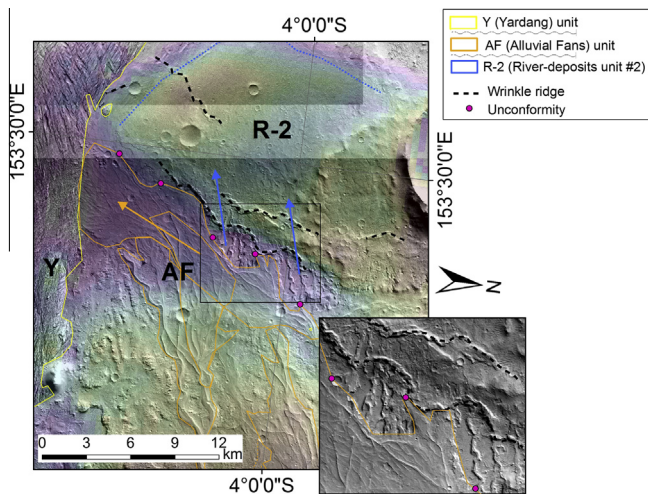 4°0'0"S
Y (Yardang) unit
AF (Alluvial Fans) unit
R-2 (River-deposits unit #2)
Wrinkle ridge
Unconformity
153°30'0"E
R-2
153°30'0"E
AF
Y
N
0 3 6 9 12
km
4°0'0"S